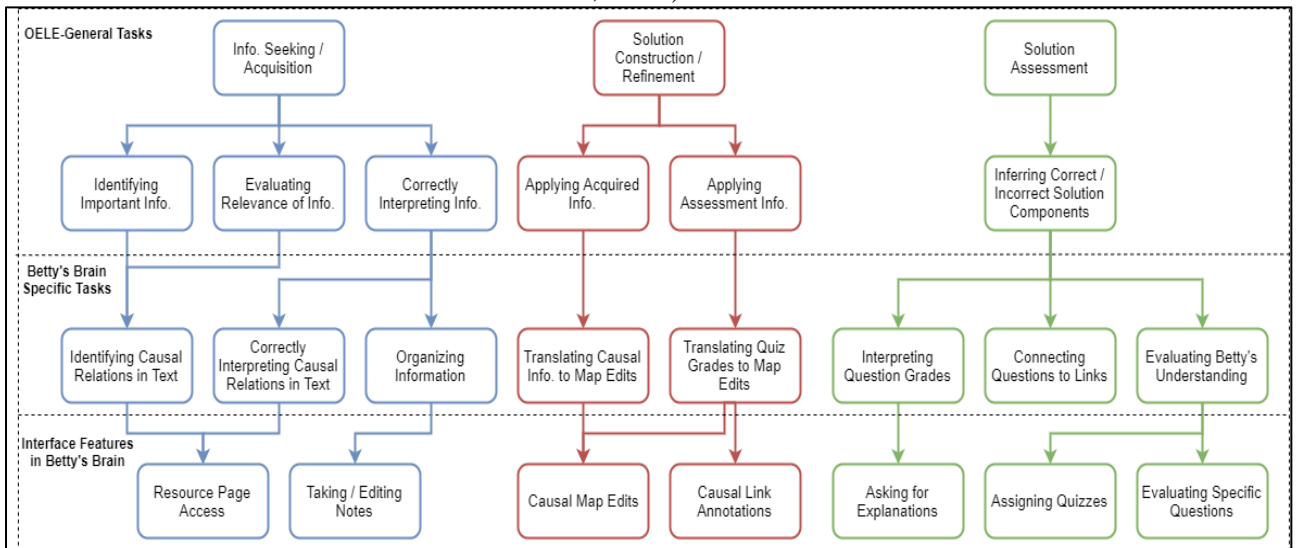 OELE-General Tasks
Info. Seeking /
Acquisition
Solution
Construction /
Refinement
Solution
Assessment
Identifying
Important Info.
Evaluating
Relevance of Info.
Correctly
Interpreting Info.
Applying Acquired
Info.
Applying
Assessment Info.
Inferring Correct /
Incorrect Solution
Components
Betty's Brain
Specific Tasks
Identifying Causal
Relations in Text
Correctly
Interpreting Causal
Relations in Text
Organizing
Information
Translating Causal
Info. to Map Edits
Translating Quiz
Grades to Map
Edits
Interpreting
Question Grades
Connecting
Questions to Links
Evaluating Betty's
Understanding
Interface Features
in Betty's Brain
Resource Page
Access
Taking / Editing
Notes
Causal Map Edits
Causal Link
Annotations
Asking for
Explanations
Assigning Quizzes
Evaluating Specific
Questions